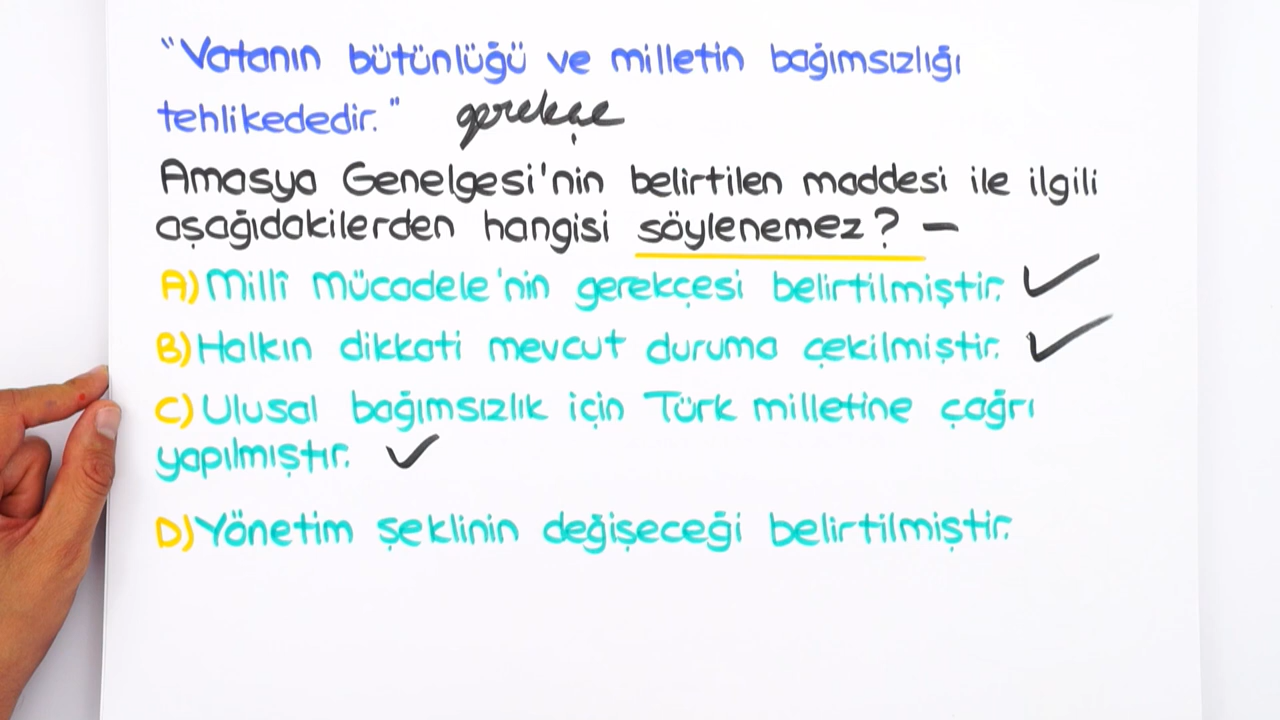 "Vatanın bütünlüğü ve milletin bağımsızlığı
tehlikededir." gerekçe
Amasya Genelgesi'nin belirtilen maddesi ile ilgili
aşağıdakilerden hangisi söylenemez? -
A) Millî Mücadele'nin gerekçesi belirtilmiştir.
B) Halkın dikkati mevcut duruma çekilmiştir.
C) Ulusal bağımsızlık için Türk milletine çağrı
yapılmıştır.
D) Yönetim şeklinin değişeceği belirtilmiştir.